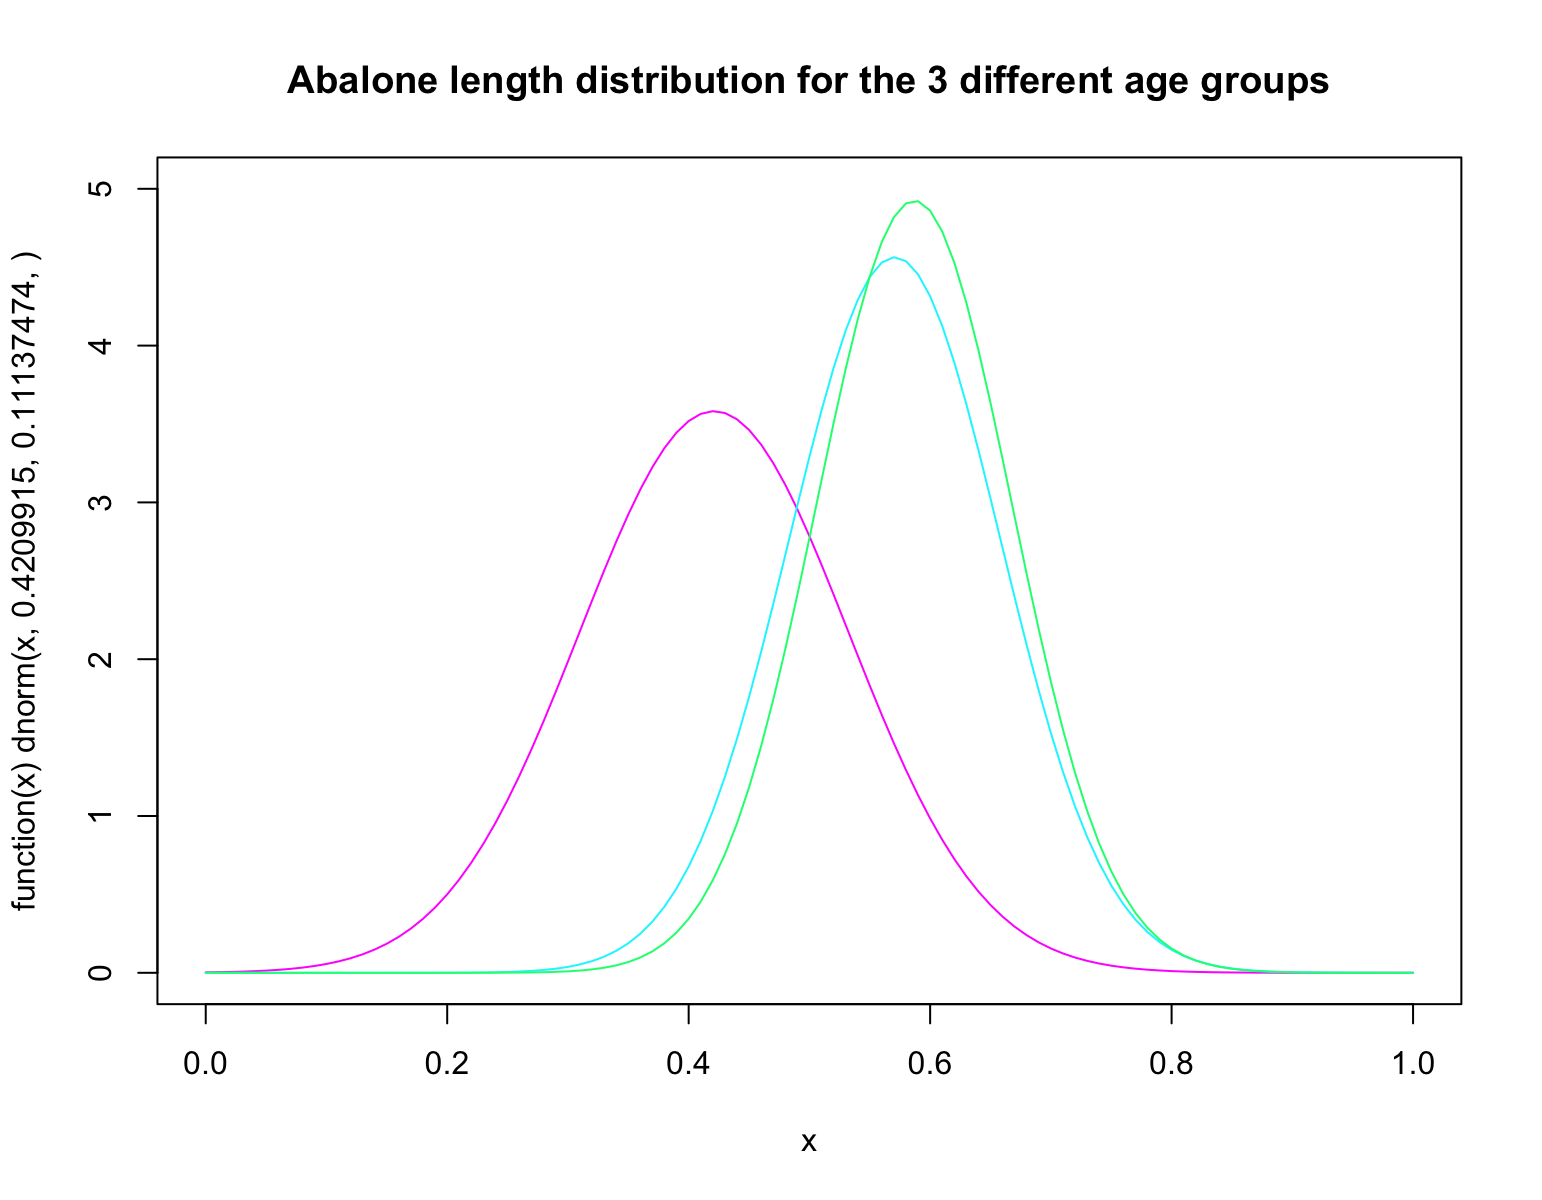 Abalone length distribution for the 3 different age groups
function(x) dnorm(x, 0.4209915, 0.11137474, )
5
4
3
2
1
0
0.0 0.2 0.4 0.6 0.8 1.0
x